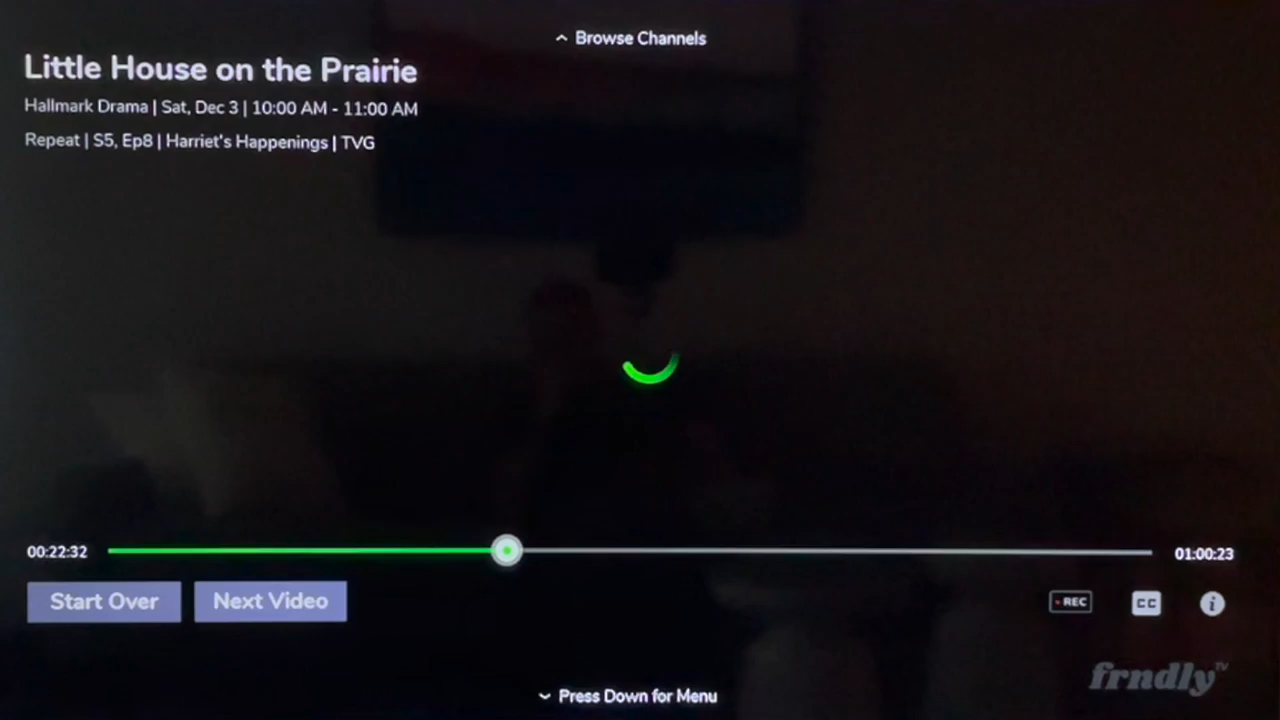 Browse Channels
Little House on the Prairie
Hallmark Drama | Sat, Dec 3 | 10:00 AM - 11:00 AM
Repeat | S5, Ep8 | Harriet's Happenings | TVG
00:22:32
01:00:23
Start Over
Next Video
REC
CC
i
frndly TV
Press Down for Menu